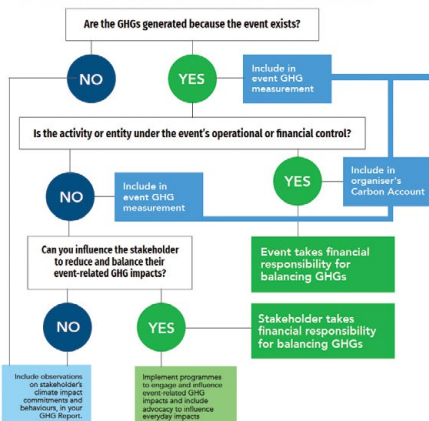 Are the GHGs generated because the event exists?
NO
YES
Include in
event GHG
measurement
Is the activity or entity under the event's operational or financial control?
NO
Include in
event GHG
measurement
YES
Include in
organiser's
Carbon Account
Can you influence the stakeholder
to reduce and balance their
event-related GHG impacts?
Event takes financial
responsibility for
balancing GHGs
NO
YES
Stakeholder takes
financial responsibility
for balancing GHGs
Include observations
on stakeholder's
climate impact
commitments and
behaviours, in your
GHG Report.
Implement programmes
to engage and influence
event-related GHG
impacts and include
advocacy to influence
everyday impacts